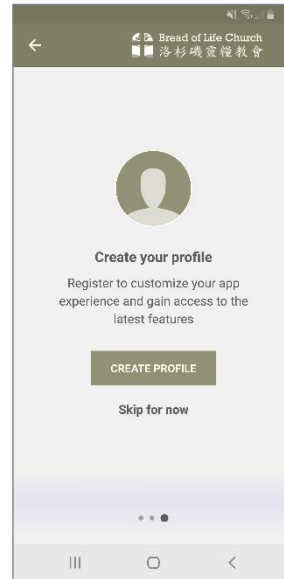 Bread of Life Church
洛杉磯靈糧教會
Create your profile
Register to customize your app
experience and gain access to the
latest features
CREATE PROFILE
Skip for now